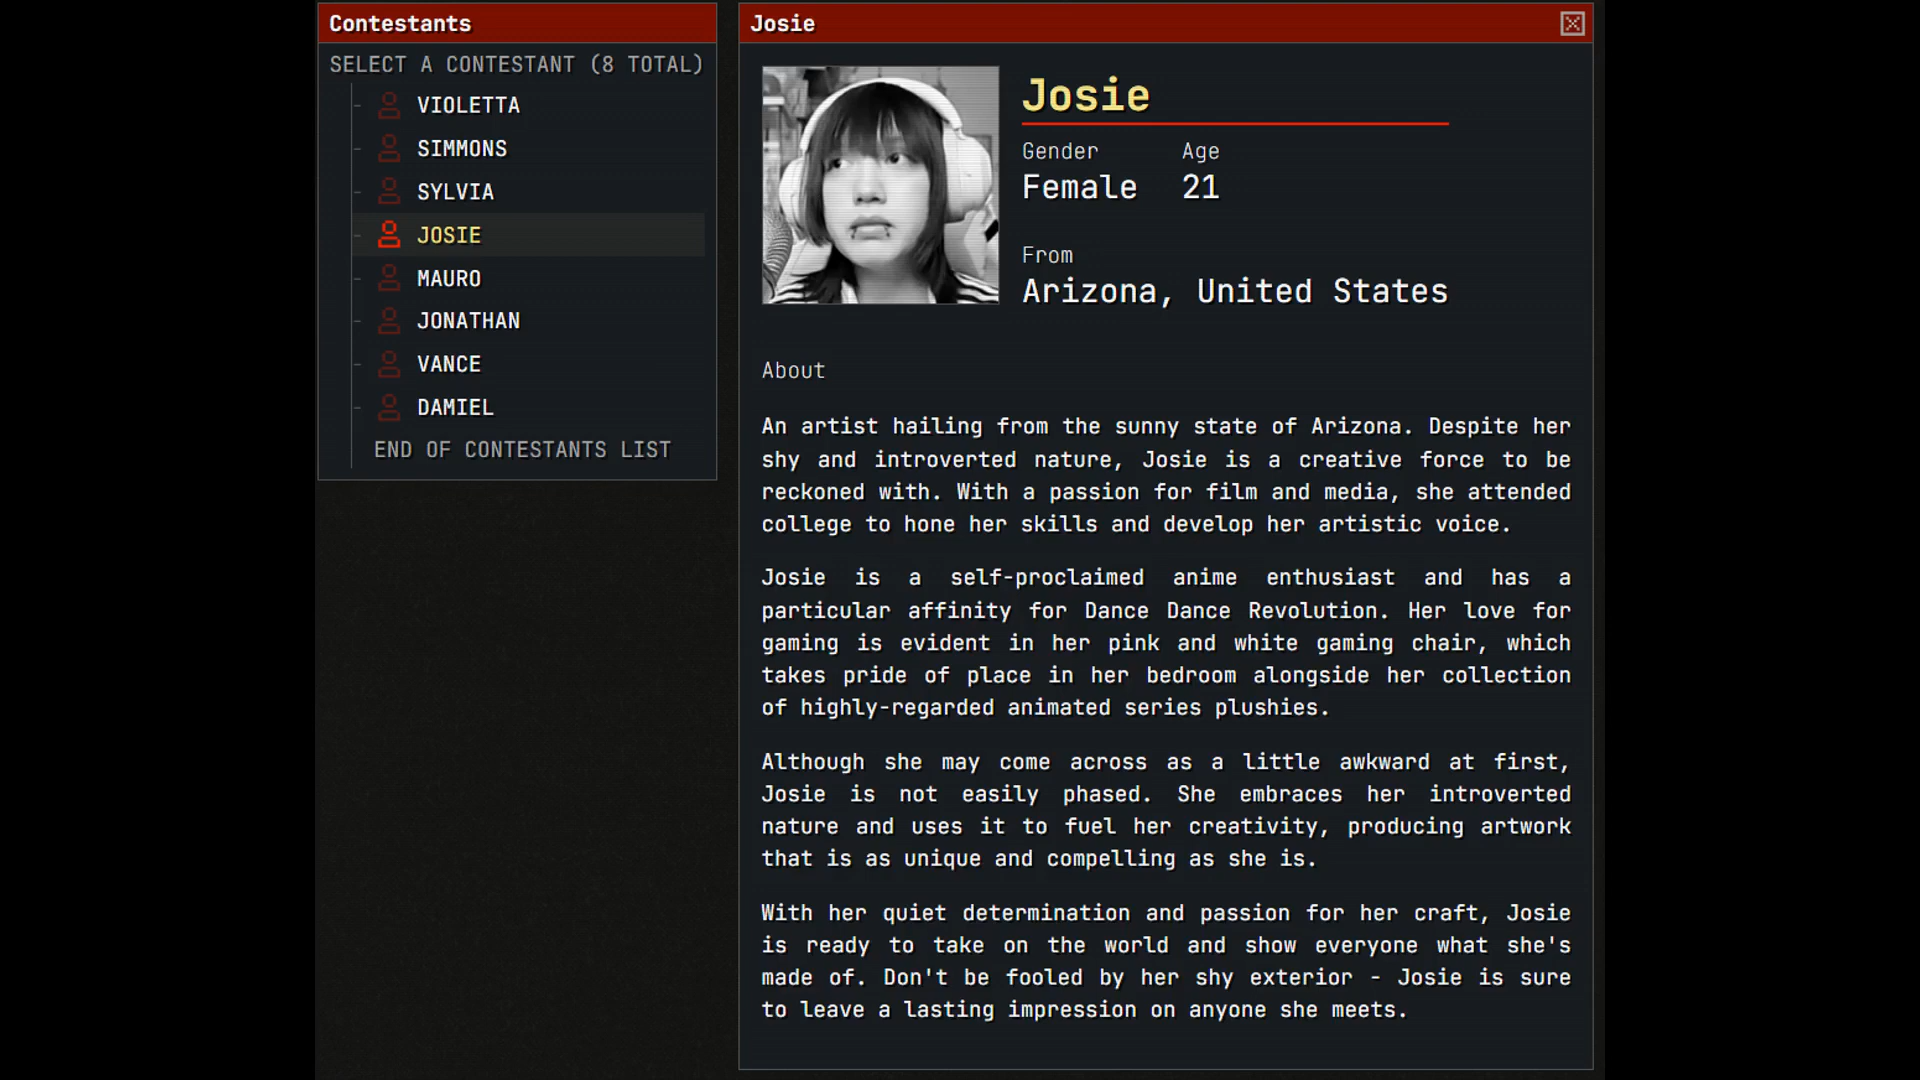 Contestants
SELECT A CONTESTANT (8 TOTAL)
VIOLETTA
SIMMONS
SYLVIA
JOSIE
MAURO
JONATHAN
VANCE
DAMIEL
END OF CONTESTANTS LIST
Josie
Josie
Gender Age
Female 21
From
Arizona, United States
About
An artist hailing from the sunny state of Arizona. Despite her
shy and introverted nature, Josie is a creative force to be
reckoned with. With a passion for film and media, she attended
college to hone her skills and develop her artistic voice.
Josie is a self-proclaimed anime enthusiast and has a
particular affinity for Dance Dance Revolution. Her love for
gaming is evident in her pink and white gaming chair, which
takes pride of place in her bedroom alongside her collection
of highly-regarded animated series plushies.
Although she may come across as a little awkward at first,
Josie is not easily phased. She embraces her introverted
nature and uses it to fuel her creativity, producing artwork
that is as unique and compelling as she is.
With her quiet determination and passion for her craft, Josie
is ready to take on the world and show everyone what she's
made of. Don't be fooled by her shy exterior - Josie is sure
to leave a lasting impression on anyone she meets.